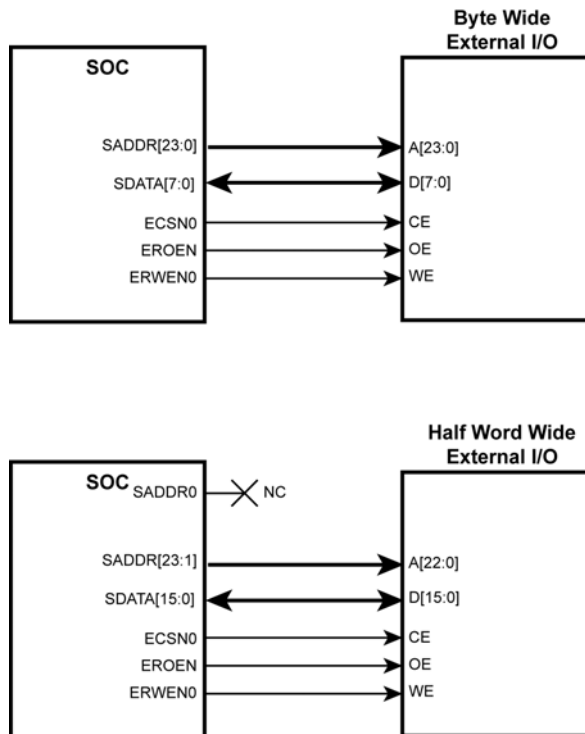 Byte Wide
External I/O
SOC
SADDR[23:0]
A[23:0]
SDATA[7:0]
D[7:0]
ECSN0
CE
EROEN
OE
ERWEN0
WE
Half Word Wide
External I/O
SOC
SADDR0
NC
SADDR[23:1]
A[22:0]
SDATA[15:0]
D[15:0]
ECSN0
CE
EROEN
OE
ERWEN0
WE